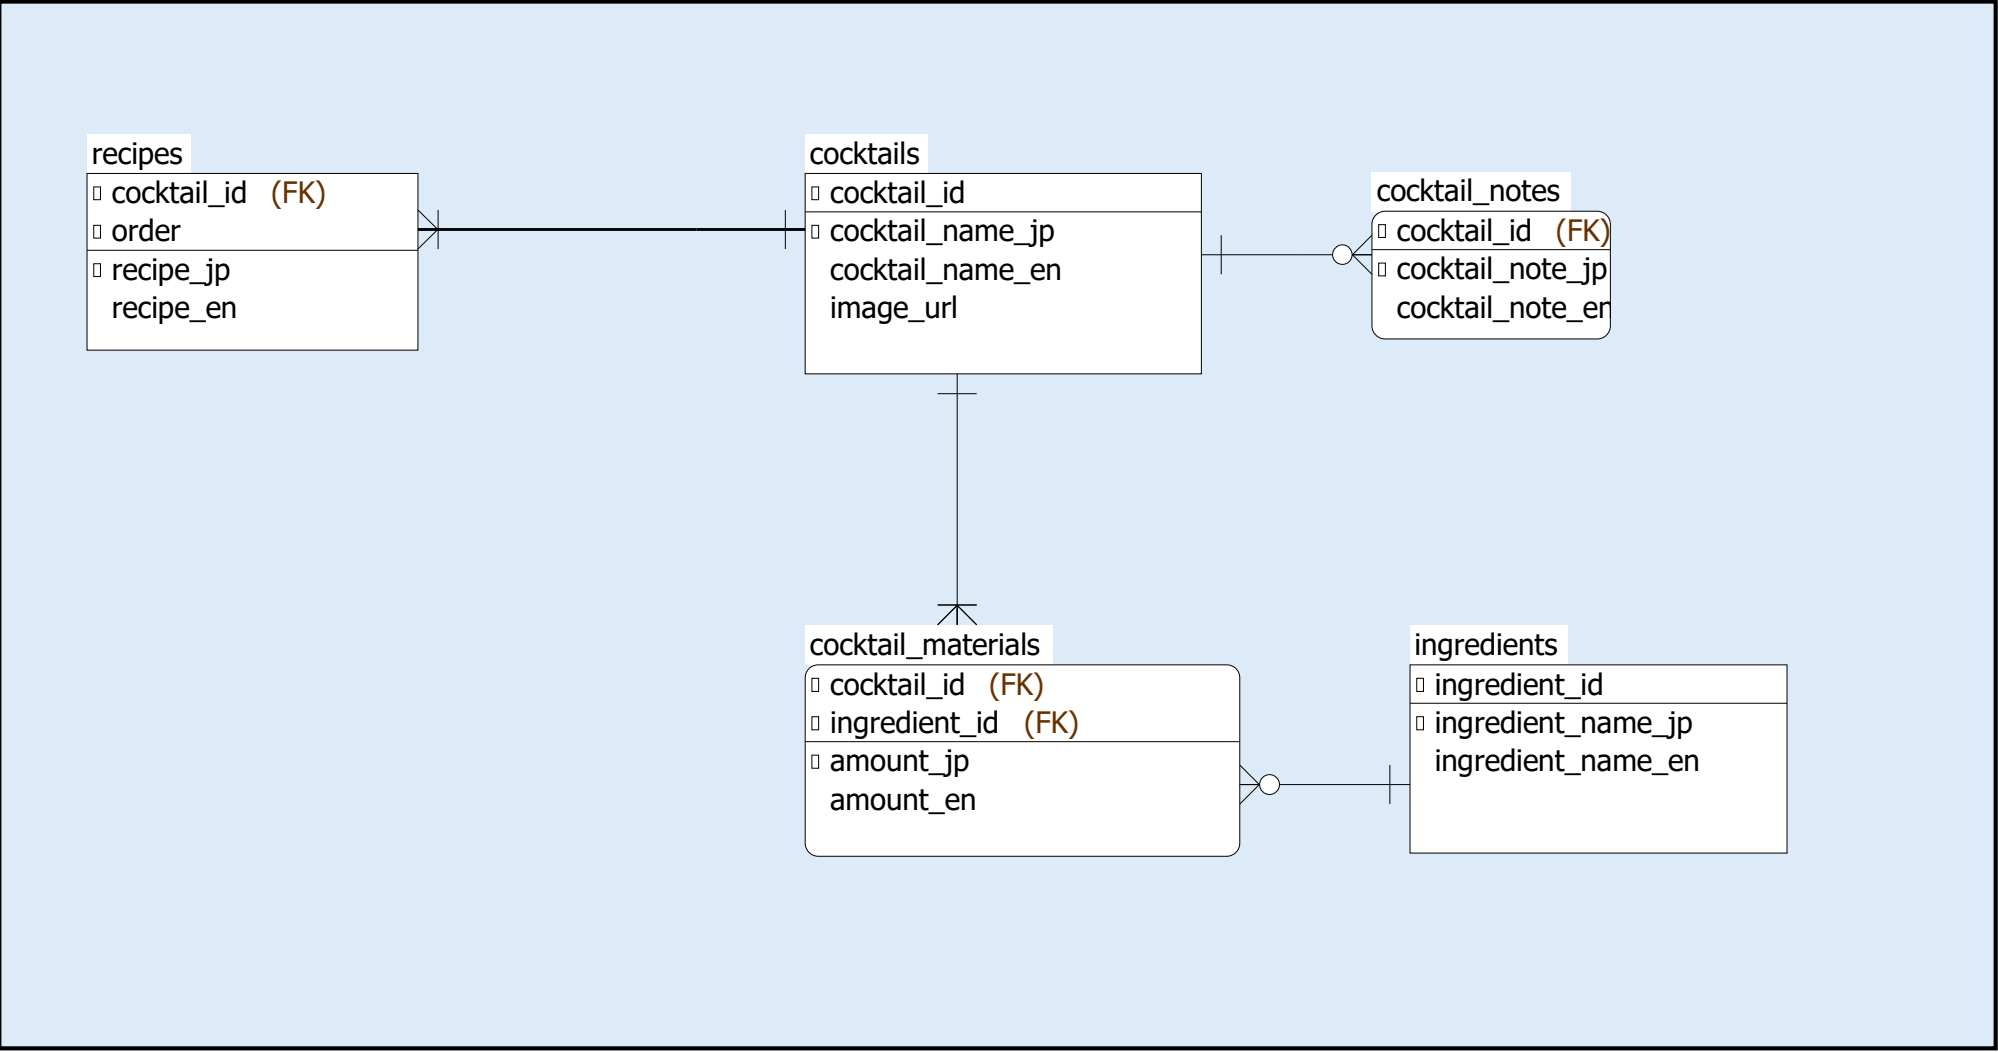 recipes
cocktail_id (FK)
order
recipe_jp
recipe_en
cocktails
cocktail_id
cocktail_name_jp
cocktail_name_en
image_url
cocktail_notes
cocktail_id (FK)
cocktail_note_jp
cocktail_note_en
cocktail_materials
cocktail_id (FK)
ingredient_id (FK)
amount_jp
amount_en
ingredients
ingredient_id
ingredient_name_jp
ingredient_name_en